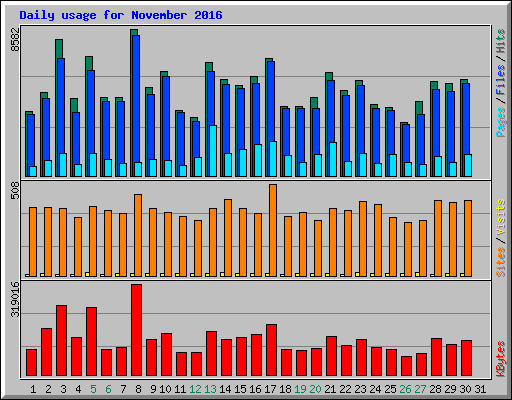 Daily usage for November 2016
8582
Pages / Files / Hits
508
Sites / Visits
319016
KBytes
1 2 3 4 5 6 7 8 9 10 11 12 13 14 15 16 17 18 19 20 21 22 23 24 25 26 27 28 29 30 31